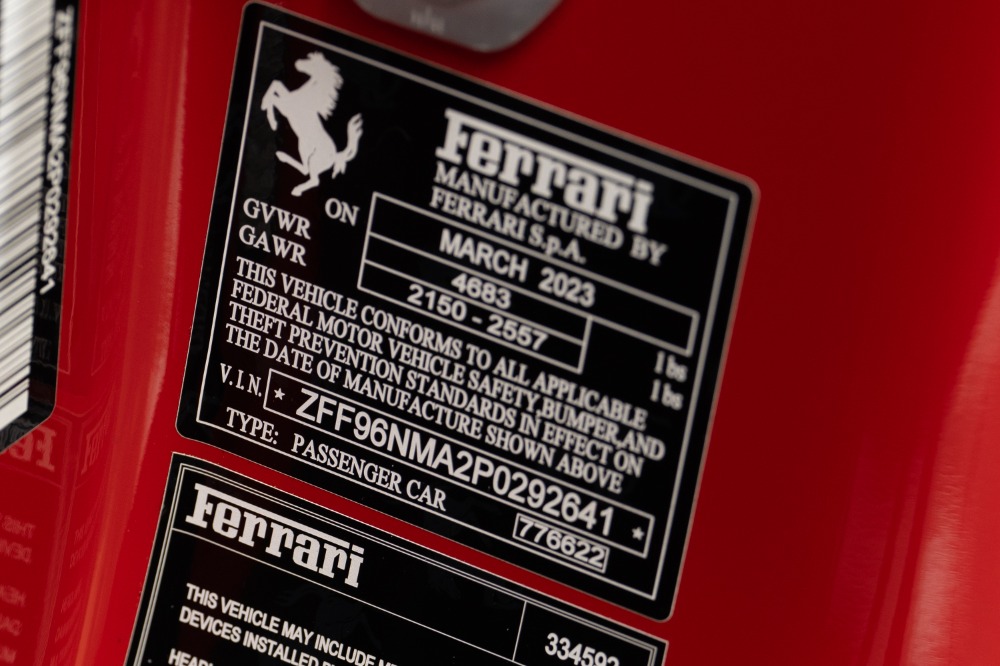 Ferrari
MANUFACTURED BY
FERRARI S.p.A.
ON MARCH 2023
GVWR 4683 lbs
GAWR 2150 - 2557 lbs
THIS VEHICLE CONFORMS TO ALL APPLICABLE
FEDERAL MOTOR VEHICLE SAFETY,BUMPER,AND
THEFT PREVENTION STANDARDS IN EFFECT ON
THE DATE OF MANUFACTURE SHOWN ABOVE
V.I.N. * ZFF96NMA2P0292641 *
TYPE: PASSENGER CAR
776622
Ferrari
THIS VEHICLE MAY INCLUDE
DEVICES INSTALLED